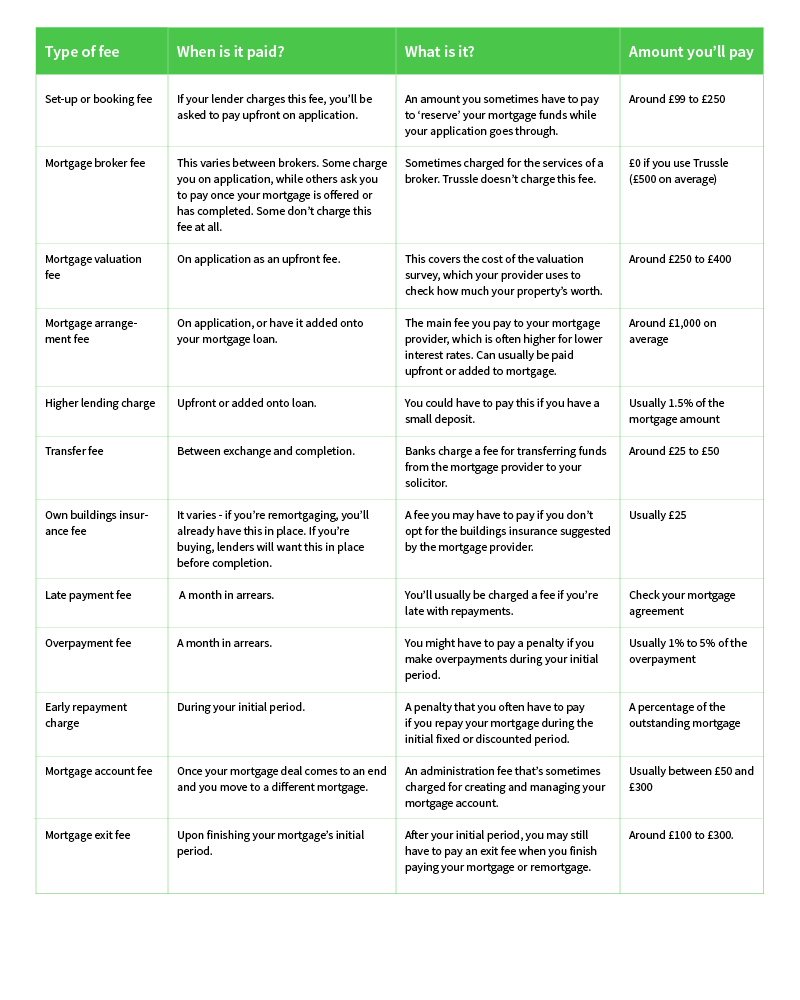 Type of fee
When is it paid?
What is it?
Amount you’ll pay
Set-up or booking fee
If your lender charges this fee, you’ll be
asked to pay upfront on application.
An amount you sometimes have to pay
to ‘reserve’ your mortgage funds while
your application goes through.
Around £99 to £250
Mortgage broker fee
This varies between brokers. Some charge
you on application, while others ask you
to pay once your mortgage is offered or
has completed. Some don’t charge this
fee at all.
Sometimes charged for the services of a
broker. Trussle doesn’t charge this fee.
£0 if you use Trussle
(£500 on average)
Mortgage valuation
fee
On application as an upfront fee.
This covers the cost of the valuation
survey, which your provider uses to
check how much your property’s worth.
Around £250 to £400
Mortgage arrange-
ment fee
On application, or have it added onto
your mortgage loan.
The main fee you pay to your mortgage
provider, which is often higher for lower
interest rates. Can usually be paid
upfront or added to mortgage.
Around £1,000 on
average
Higher lending charge
Upfront or added onto loan.
You could have to pay this if you have a
small deposit.
Usually 1.5% of the
mortgage amount
Transfer fee
Between exchange and completion.
Banks charge a fee for transferring funds
from the mortgage provider to your
solicitor.
Around £25 to £50
Own buildings insur-
ance fee
It varies - if you’re remortgaging, you’ll
already have this in place. If you’re
buying, lenders will want this in place
before completion.
A fee you may have to pay if you don’t
opt for the buildings insurance suggested
by the mortgage provider.
Usually £25
Late payment fee
A month in arrears.
You’ll usually be charged a fee if you’re
late with repayments.
Check your mortgage
agreement
Overpayment fee
A month in arrears.
You might have to pay a penalty if you
make overpayments during your initial
period.
Usually 1% to 5% of the
overpayment
Early repayment
charge
During your initial period.
A penalty that you often have to pay
if you repay your mortgage during the
initial fixed or discounted period.
A percentage of the
outstanding mortgage
Mortgage account fee
Once your mortgage deal comes to an end
and you move to a different mortgage.
An administration fee that’s sometimes
charged for creating and managing your
mortgage account.
Usually between £50 and
£300
Mortgage exit fee
Upon finishing your mortgage’s initial
period.
After your initial period, you may still
have to pay an exit fee when you finish
paying your mortgage or remortgage.
Around £100 to £300.